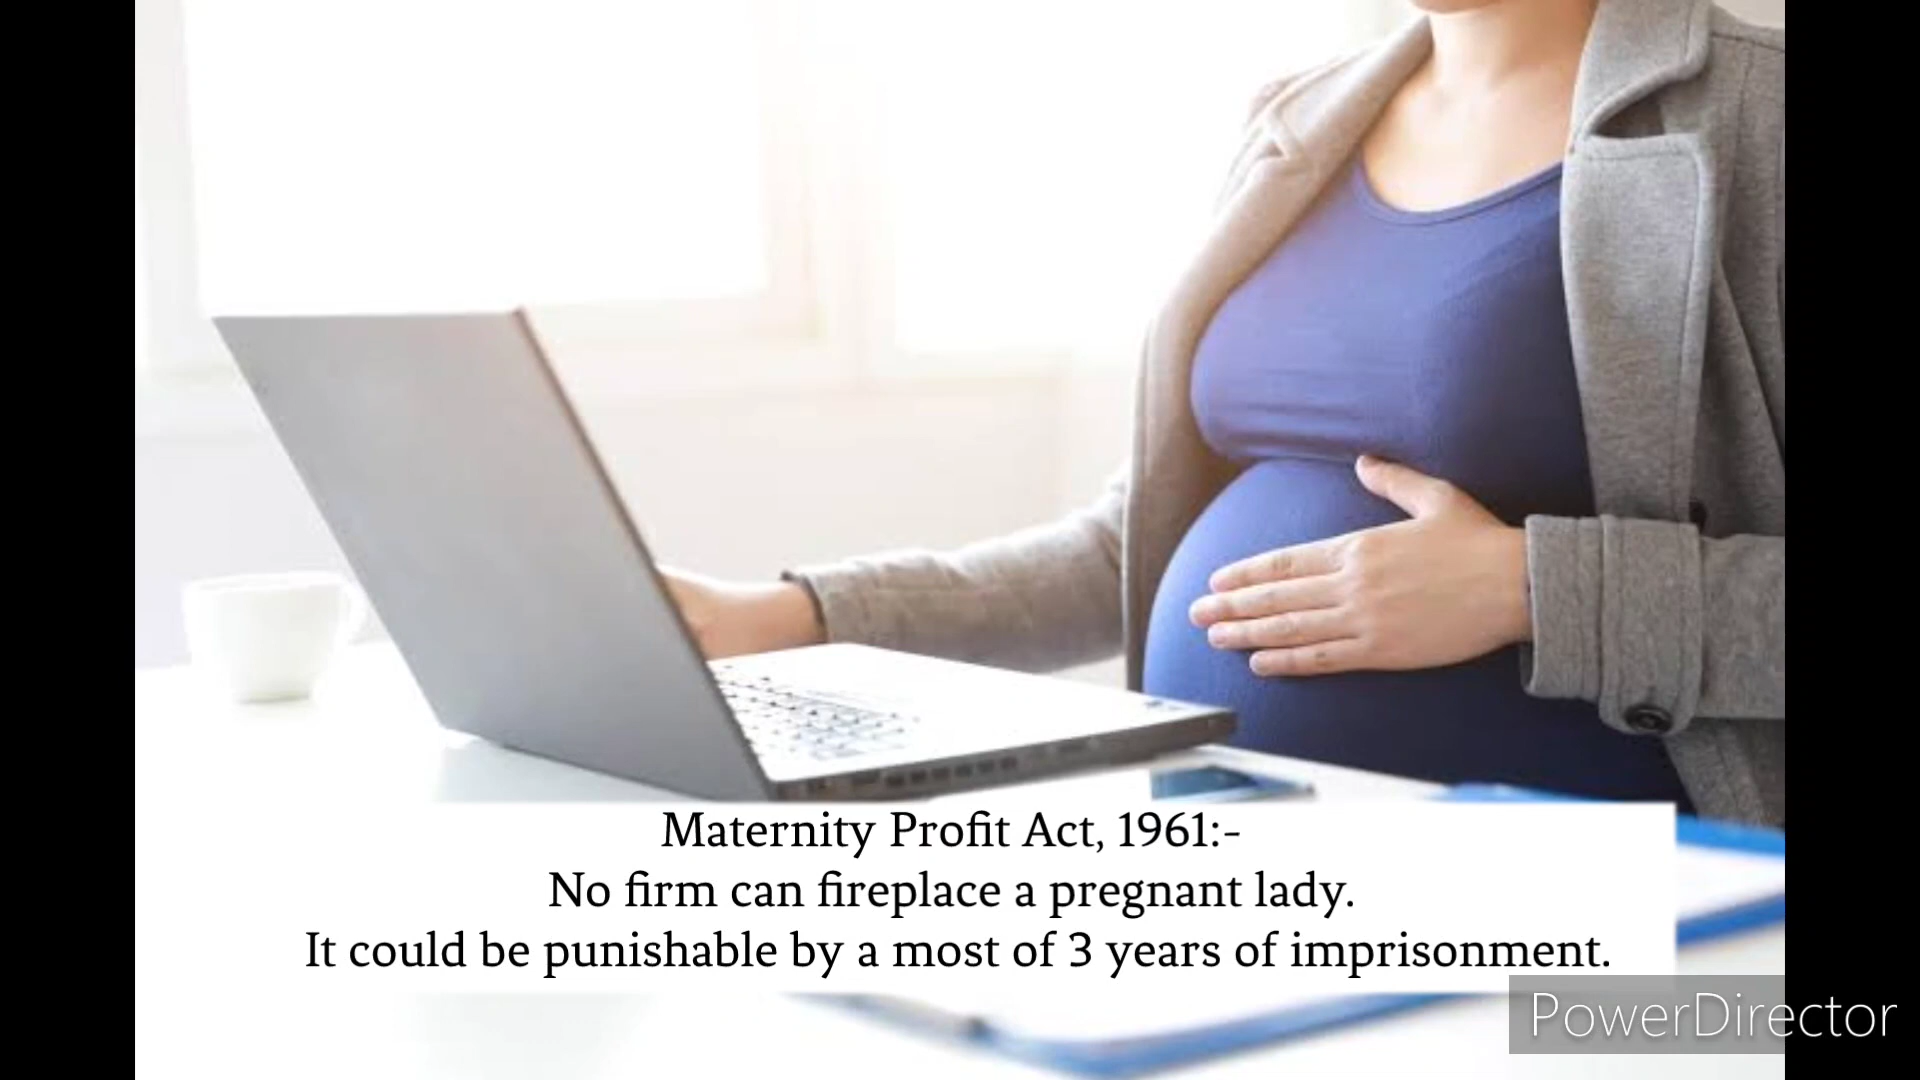 Maternity Profit Act, 1961:-
No firm can fireplace a pregnant lady.
It could be punishable by a most of 3 years of imprisonment.
PowerDirector